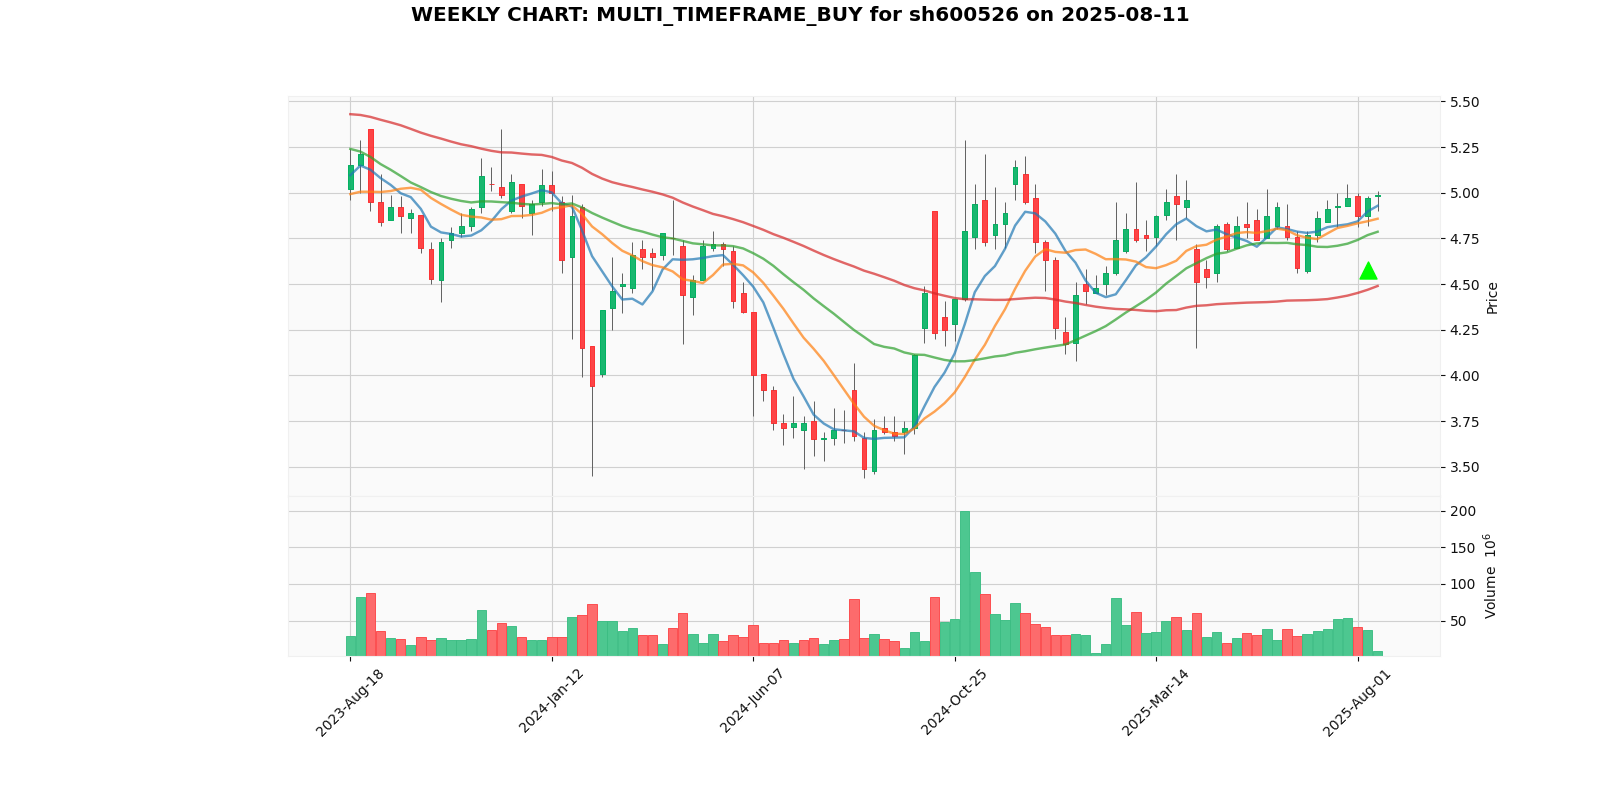 WEEKLY CHART: MULTI_TIMEFRAME_BUY for sh600526 on 2025-08-11
5.50
5.25
5.00
4.75
4.50
4.25
4.00
3.75
3.50
Price
200
150
100
50
Volume 10^6
2023-Aug-18
2024-Jan-12
2024-Jun-07
2024-Oct-25
2025-Mar-14
2025-Aug-01